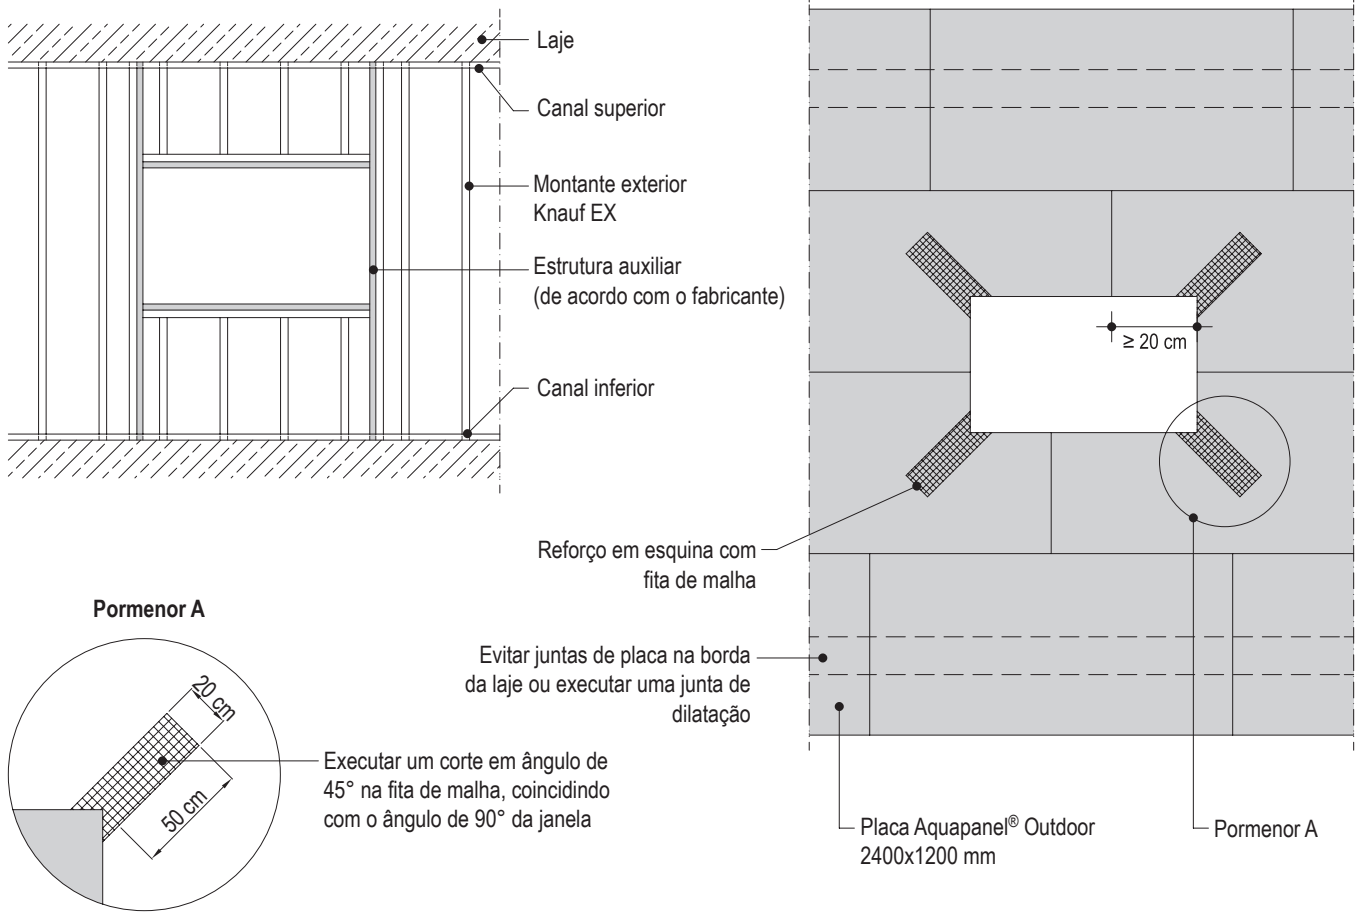 Laje
Canal superior
Montante exterior
Knauf EX
Estrutura auxiliar
(de acordo com o fabricante)
Canal inferior
≥ 20 cm
Reforço em esquina com
fita de malha
Evitar juntas de placa na borda
da laje ou executar uma junta de
dilatação
Placa Aquapanel® Outdoor
2400x1200 mm
Pormenor A
Pormenor A
20 cm
50 cm
Executar um corte em ângulo de
45° na fita de malha, coincidindo
com o ângulo de 90° da janela